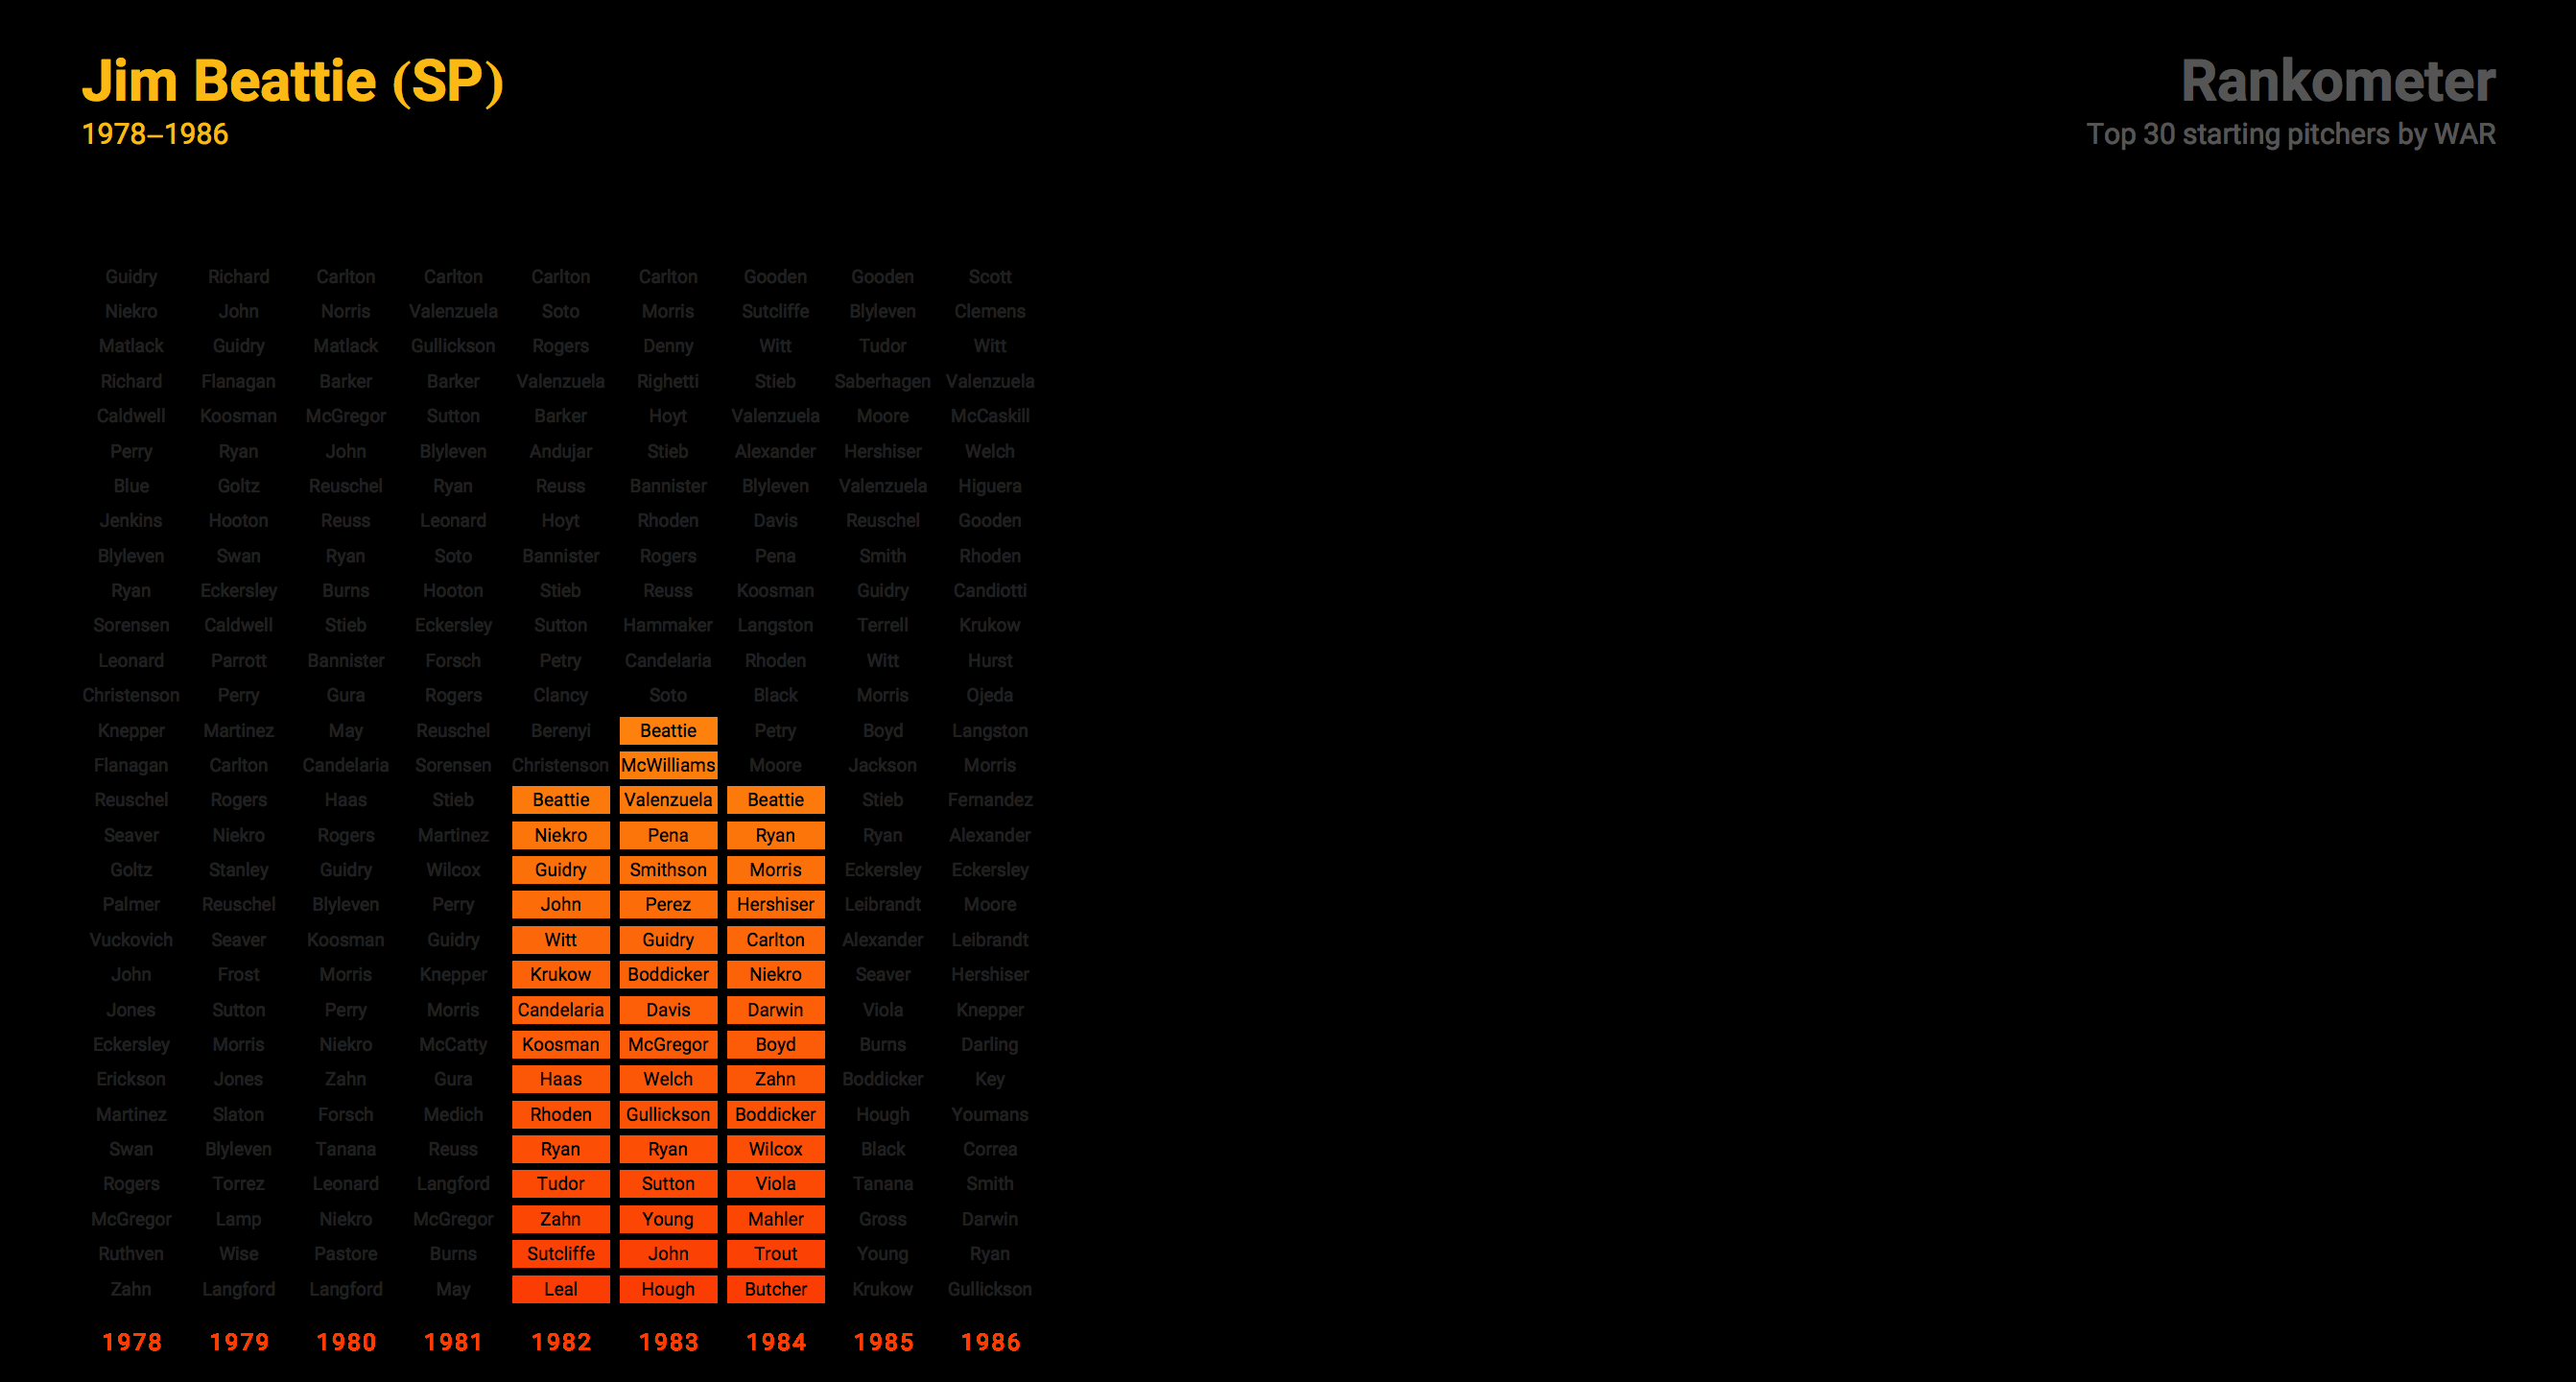 Jim Beattie (SP)
1978–1986
Rankometer
Top 30 starting pitchers by WAR
Guidry Richard Carlton Carlton Carlton Carlton Gooden Gooden Scott
Niekro John Norris Valenzuela Soto Morris Sutcliffe Blyleven Clemens
Matlack Guidry Matlack Gullickson Rogers Denny Witt Tudor Witt
Richard Flanagan Barker Barker Valenzuela Righetti Stieb Saberhagen Valenzuela
Caldwell Koosman McGregor Sutton Barker Hoyt Valenzuela Moore McCaskill
Perry Ryan John Blyleven Andujar Stieb Alexander Hershiser Welch
Blue Goltz Reuschel Ryan Reuss Bannister Blyleven Valenzuela Higuera
Jenkins Hooton Reuss Leonard Hoyt Rhoden Davis Reuschel Gooden
Blyleven Swan Ryan Soto Bannister Rogers Pena Smith Rhoden
Ryan Eckersley Burns Hooton Stieb Reuss Koosman Guidry Candiotti
Sorensen Caldwell Stieb Eckersley Sutton Hammaker Langston Terrell Krukow
Leonard Parrott Bannister Forsch Petry Candelaria Rhoden Witt Hurst
Christenson Perry Gura Rogers Clancy Soto Black Morris Ojeda
Knepper Martinez May Reuschel Berenyi Beattie Petry Boyd Langston
Flanagan Carlton Candelaria Sorensen Christenson McWilliams Moore Jackson Morris
Reuschel Rogers Haas Stieb Beattie Valenzuela Beattie Stieb Fernandez
Seaver Niekro Rogers Martinez Niekro Pena Ryan Ryan Alexander
Goltz Stanley Guidry Wilcox Guidry Smithson Morris Eckersley Eckersley
Palmer Reuschel Blyleven Perry John Perez Hershiser Leibrandt Moore
Vuckovich Seaver Koosman Guidry Witt Guidry Carlton Alexander Leibrandt
John Frost Morris Knepper Krukow Boddicker Niekro Seaver Hershiser
Jones Sutton Perry Morris Candelaria Davis Darwin Viola Knepper
Eckersley Morris Niekro McCatty Koosman McGregor Boyd Burns Darling
Erickson Jones Zahn Gura Haas Welch Zahn Boddicker Key
Martinez Slaton Forsch Medich Rhoden Gullickson Boddicker Hough Youmans
Swan Blyleven Tanana Reuss Ryan Ryan Wilcox Black Correa
Rogers Torrez Leonard Langford Tudor Sutton Viola Tanana Smith
McGregor Lamp Niekro McGregor Zahn Young Mahler Gross Darwin
Ruthven Wise Pastore Burns Sutcliffe John Trout Young Ryan
Zahn Langford Langford May Leal Hough Butcher Krukow Gullickson
1978 1979 1980 1981 1982 1983 1984 1985 1986